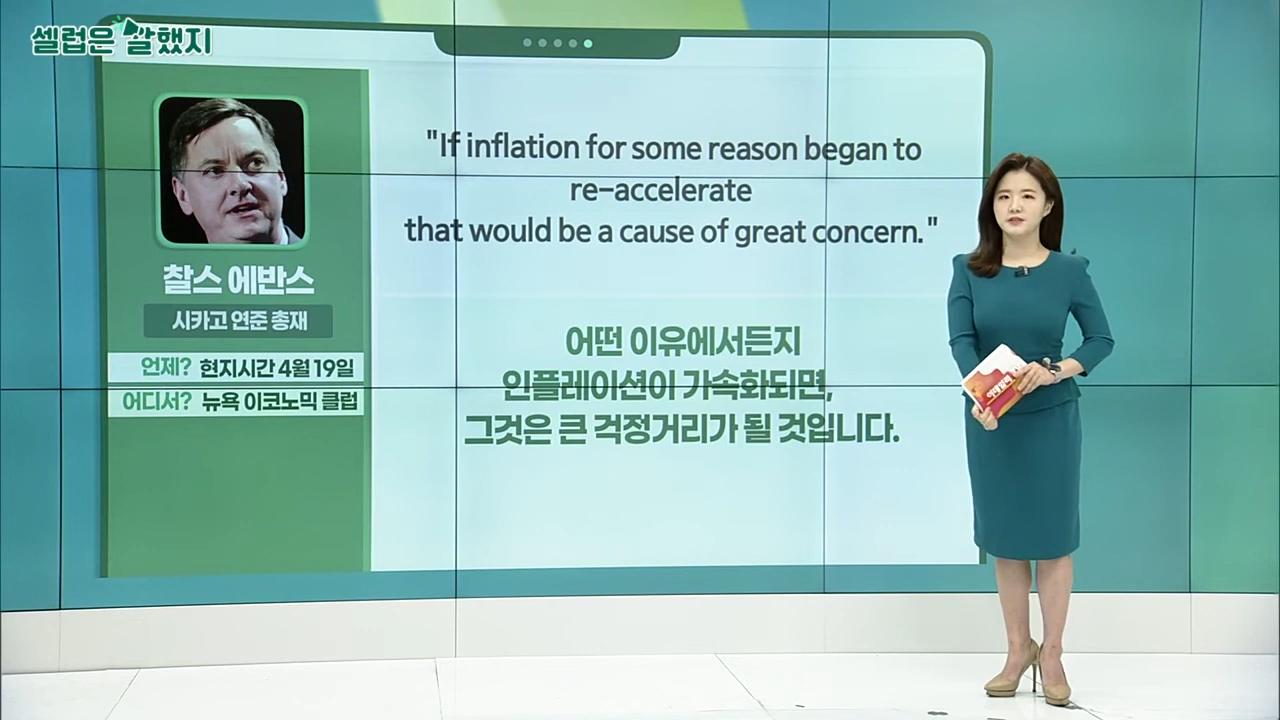 셀럽은 말했지
찰스 에반스
시카고 연준 총재
언제? 현지시간 4월 19일
어디서? 뉴욕 이코노믹 클럽
"If inflation for some reason began to
re-accelerate
that would be a cause of great concern."
어떤 이유에서든지
인플레이션이 가속화되면,
그것은 큰 걱정거리가 될 것입니다.